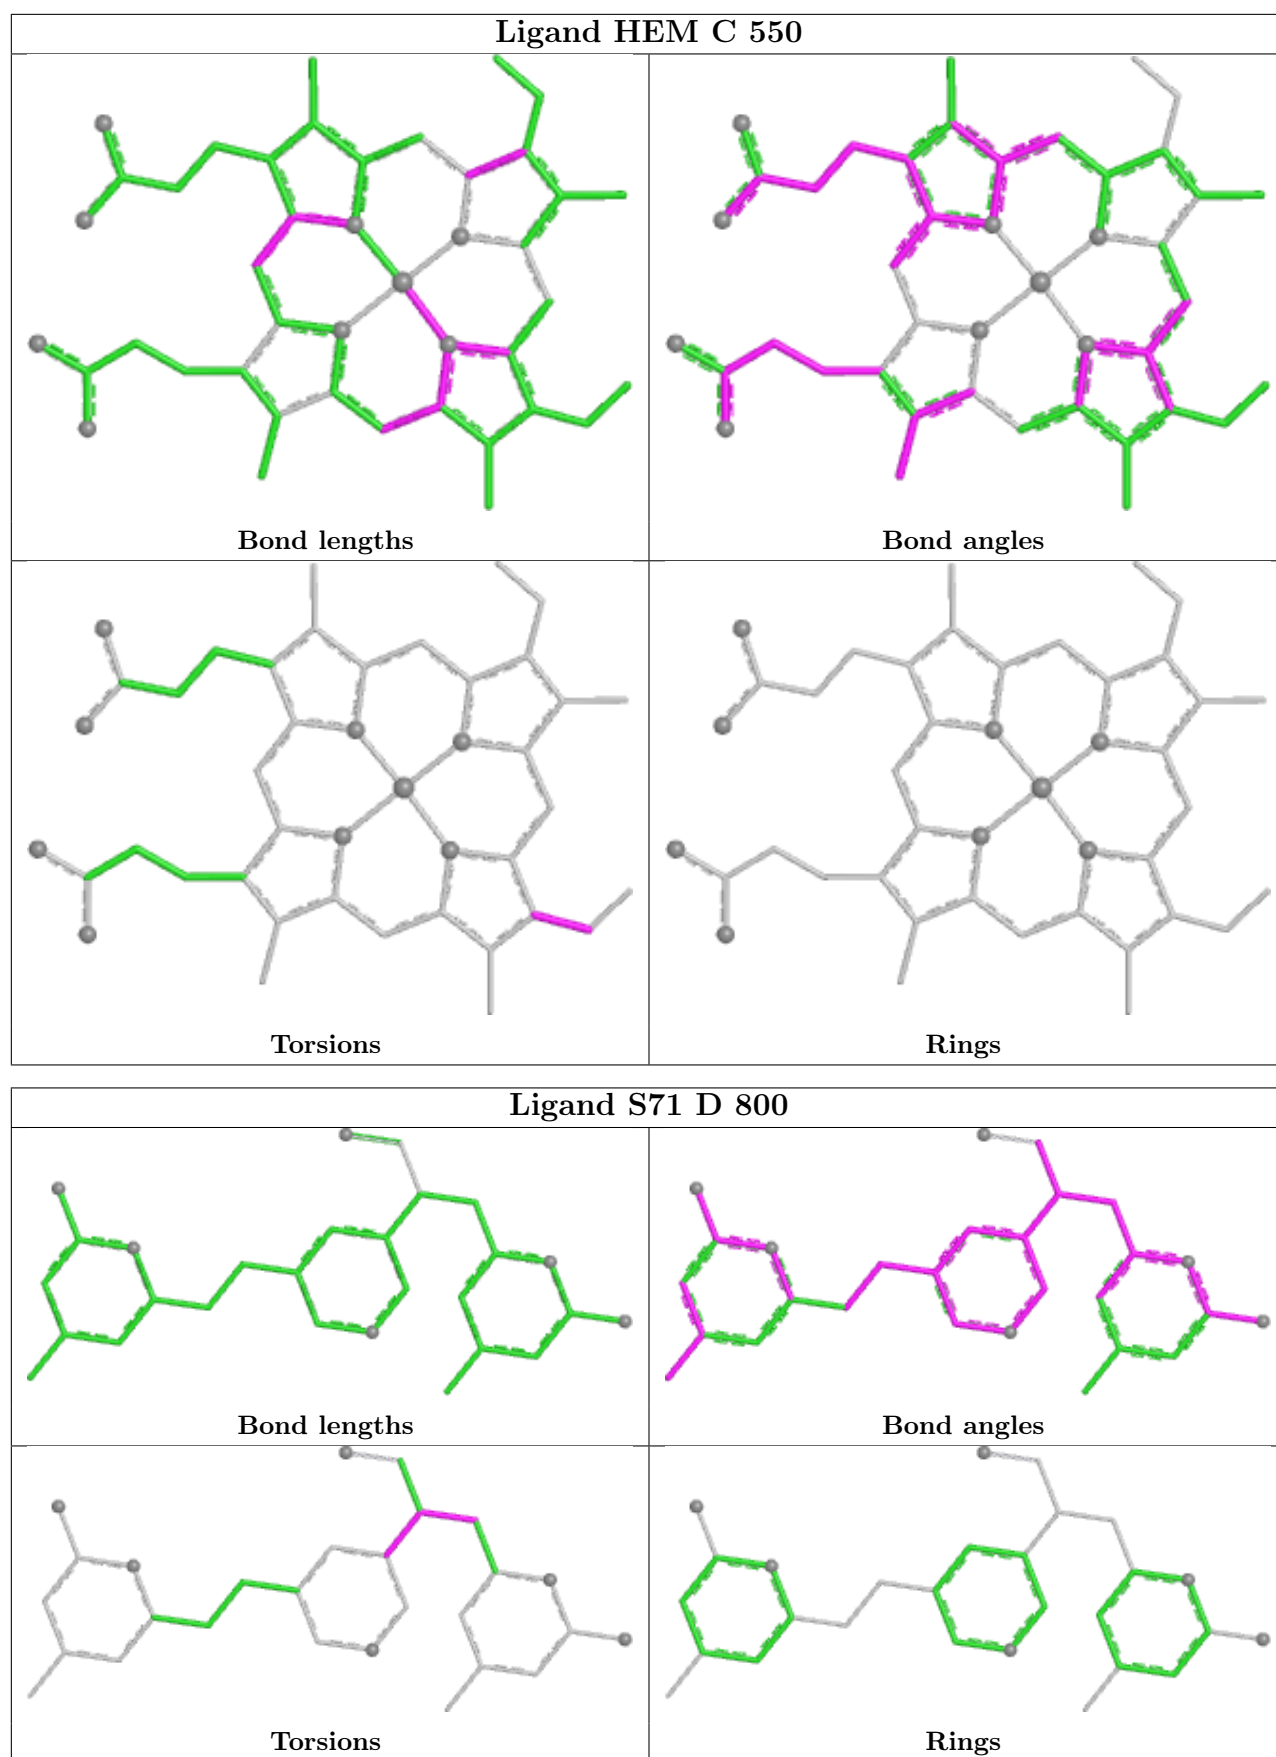 Ligand HEM C 550
Bond lengths
Bond angles
Torsions
Rings
Ligand S71 D 800
Bond lengths
Bond angles
Torsions
Rings